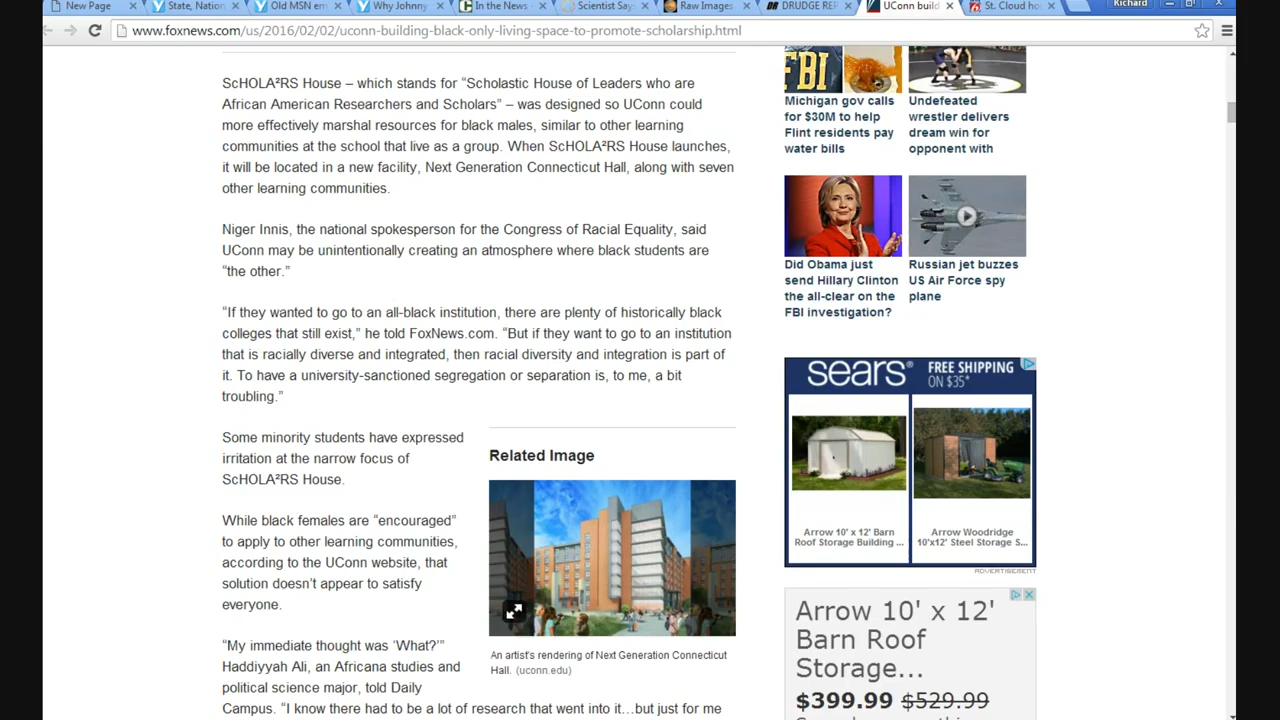 New Page
State, Nation
Old MSN em
Why Johnny
In the News -
Scientist Says
Raw Images
DRUDGE REP
UConn build
St. Cloud ho
Richard
www.foxnews.com/us/2016/02/02/uconn-building-black-only-living-space-to-promote-scholarship.html
ScHOLA²RS House – which stands for “Scholastic House of Leaders who are
African American Researchers and Scholars” – was designed so UConn could
more effectively marshal resources for black males, similar to other learning
communities at the school that live as a group. When ScHOLA²RS House launches,
it will be located in a new facility, Next Generation Connecticut Hall, along with seven
other learning communities.
Niger Innis, the national spokesperson for the Congress of Racial Equality, said
UConn may be unintentionally creating an atmosphere where black students are
“the other.”
“If they wanted to go to an all-black institution, there are plenty of historically black
colleges that still exist,” he told FoxNews.com. “But if they want to go to an institution
that is racially diverse and integrated, then racial diversity and integration is part of
it. To have a university-sanctioned segregation or separation is, to me, a bit
troubling.”
Some minority students have expressed
irritation at the narrow focus of
ScHOLA²RS House.
While black females are “encouraged”
to apply to other learning communities,
according to the UConn website, that
solution doesn’t appear to satisfy
everyone.
“My immediate thought was ‘What?’”
Haddiyyah Ali, an Africana studies and
political science major, told Daily
Campus. “I know there had to be a lot of research that went into it…but just for me
Related Image
An artist's rendering of Next Generation Connecticut
Hall. (uconn.edu)
FBI
Michigan gov calls
for $30M to help
Flint residents pay
water bills
Undefeated
wrestler delivers
dream win for
opponent with
Did Obama just
send Hillary Clinton
the all-clear on the
FBI investigation?
Russian jet buzzes
US Air Force spy
plane
sears®
FREE SHIPPING
ON $35*
Arrow 10' x 12' Barn
Roof Storage Building ...
Arrow Woodridge
10'x12' Steel Storage S...
ADVERTISEMENT
Arrow 10' x 12'
Barn Roof
Storage...
$399.99 $529.99